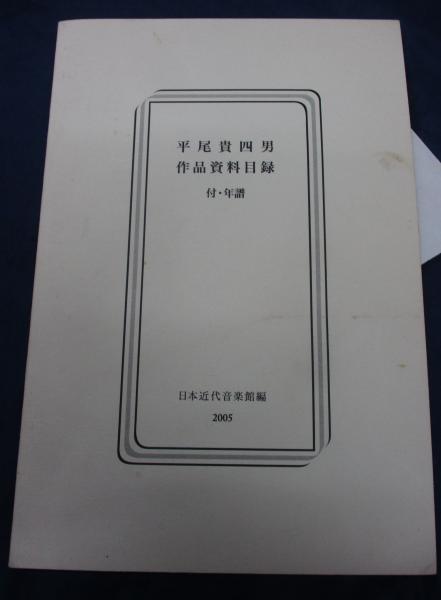 平尾貴四男
作品資料目録
付・年譜
日本近代音楽館編
2005